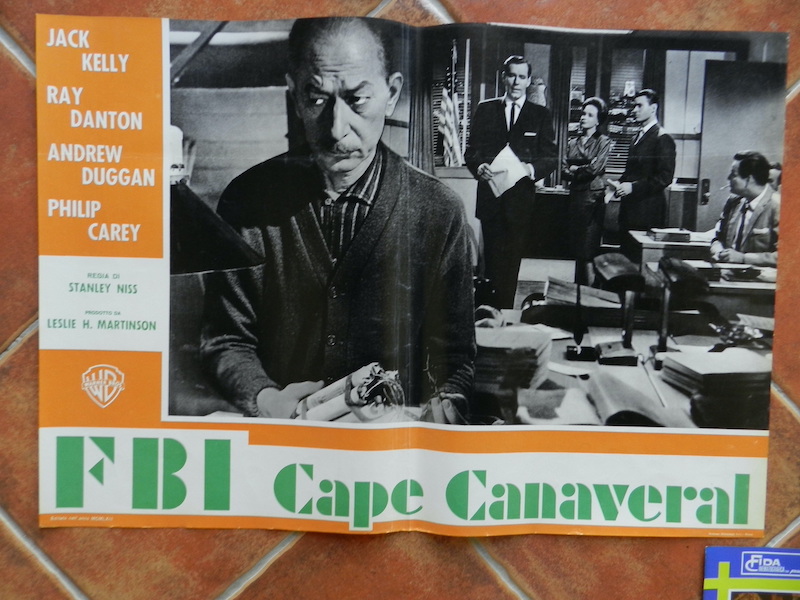 JACK
KELLY
RAY
DANTON
ANDREW
DUGGAN
PHILIP
CAREY
REGIA DI
STANLEY NISS
PRODOTTO DA
LESLIE H. MARTINSON
WB
FBI Cape Canaveral
FIDA